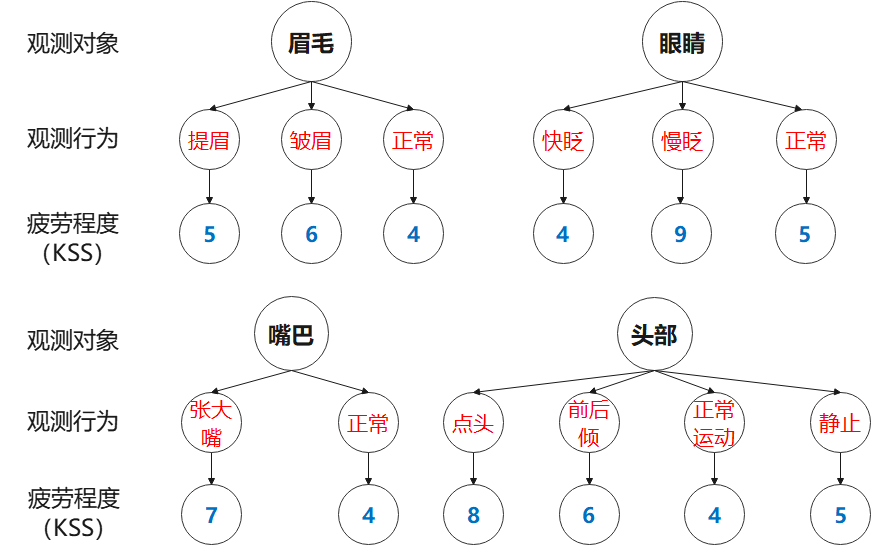 观测对象
眉毛
眼睛
观测行为
提眉
皱眉
正常
快眨
慢眨
正常
疲劳程度
（KSS）
5
6
4
4
9
5
观测对象
嘴巴
头部
观测行为
张大
嘴
正常
点头
前后
倾
正常
运动
静止
疲劳程度
（KSS）
7
4
8
6
4
5